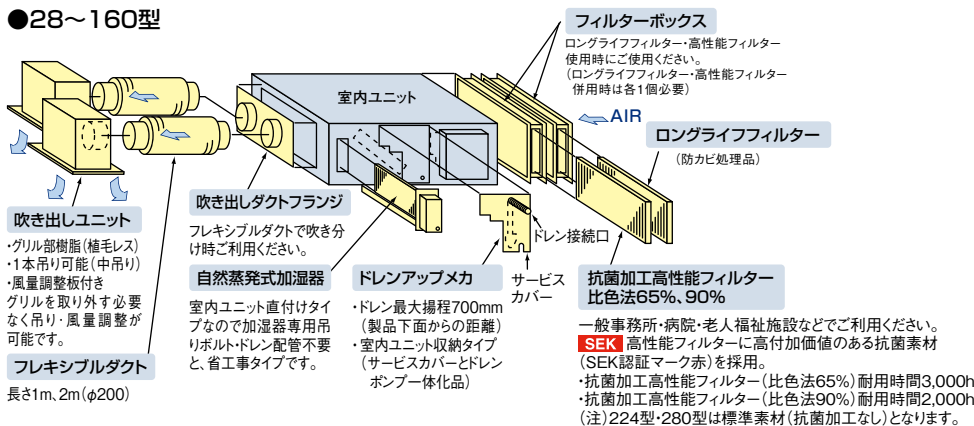 ●28〜160型
フィルターボックス
ロングライフフィルター・高性能フィルター
使用時にご使用ください。
(ロングライフフィルター・高性能フィルター
併用時は各1個必要)
室内ユニット
AIR
ロングライフフィルター
(防カビ処理品)
吹き出しユニット
・グリル部樹脂(植毛レス)
・1本吊り可能(中吊り)
・風量調整板付き
グリルを取り外す必要
なく吊り・風量調整が
可能です。
フレキシブルダクト
長さ1m、2m(φ200)
吹き出しダクトフランジ
フレキシブルダクトで吹き分
け時ご利用ください。
自然蒸発式加湿器
室内ユニット直付けタイ
プなので加湿器専用吊
りボルト・ドレン配管不要
と、省工事タイプです。
ドレン接続口
サービス
カバー
ドレンアップメカ
・ドレン最大揚程700mm
(製品下面からの距離)
・室内ユニット収納タイプ
(サービスカバーとドレン
ポンプ一体化品)
抗菌加工高性能フィルター
比色法65%、90%
一般事務所・病院・老人福祉施設などでご利用ください。
SEK 高性能フィルターに高付加価値のある抗菌素材
(SEK認証マーク赤)を採用。
・抗菌加工高性能フィルター(比色法65%)耐用時間3,000h
・抗菌加工高性能フィルター(比色法90%)耐用時間2,000h
(注)224型・280型は標準素材(抗菌加工なし)となります。